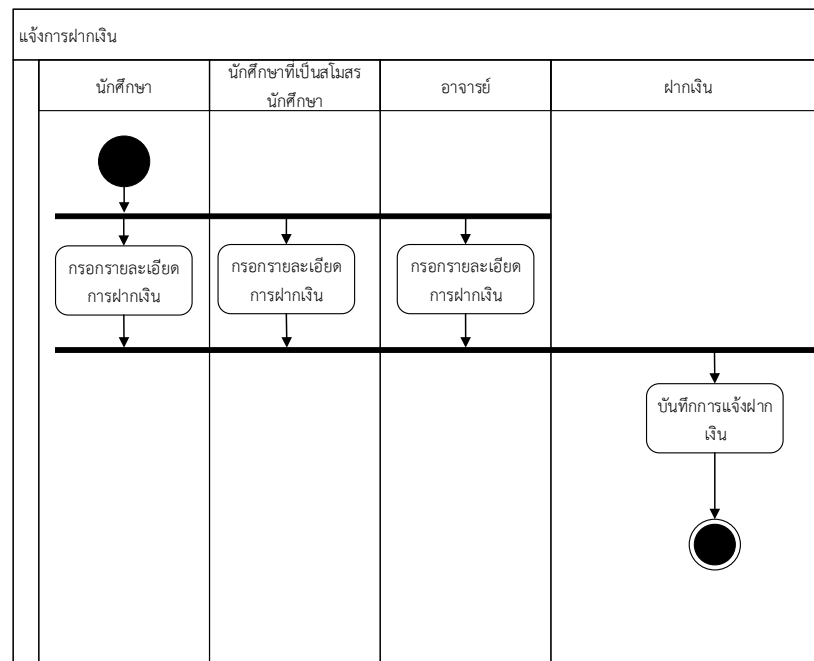 แจ้งการฝากเงิน
นักศึกษา
นักศึกษาที่เป็นสโมสร
นักศึกษา
อาจารย์
ฝากเงิน
กรอกรายละเอียด
การฝากเงิน
กรอกรายละเอียด
การฝากเงิน
กรอกรายละเอียด
การฝากเงิน
บันทึกการแจ้งฝาก
เงิน